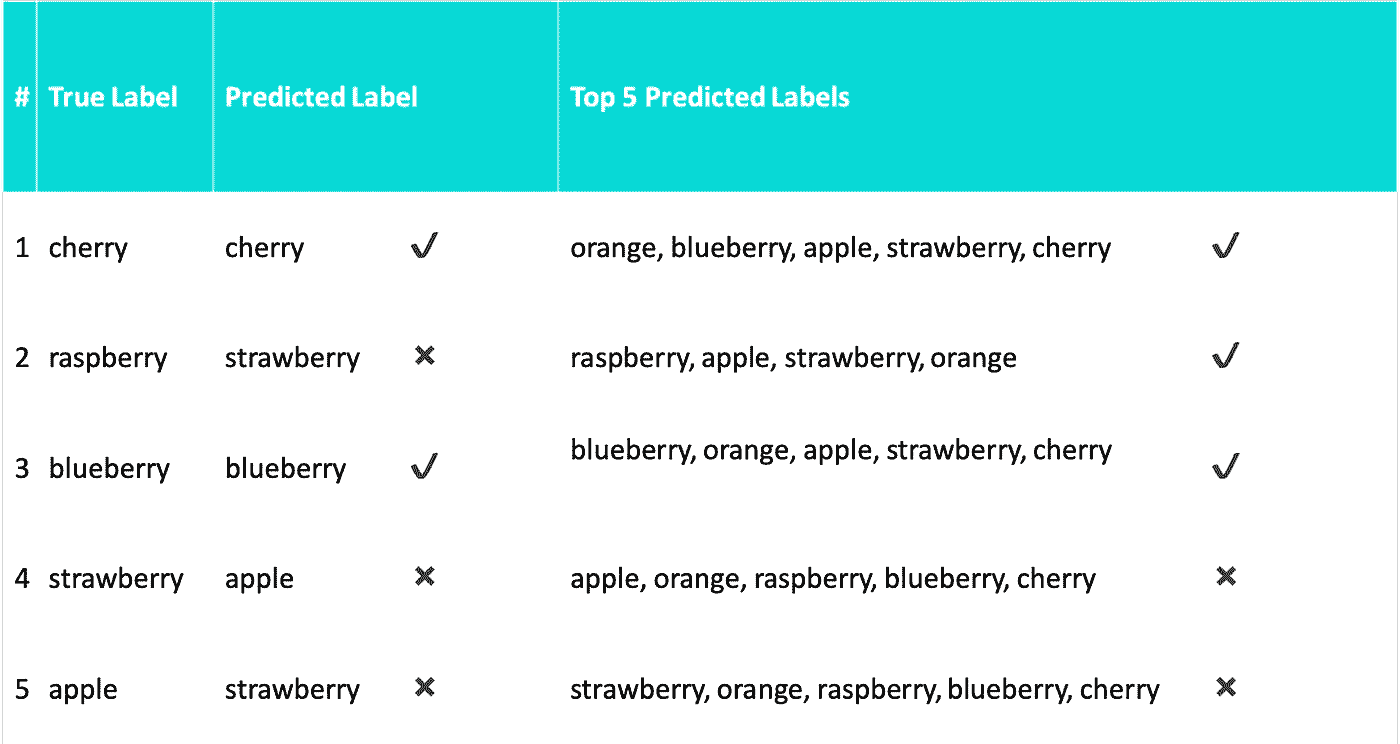 # True Label Predicted Label Top 5 Predicted Labels
1 cherry cherry ✓ orange, blueberry, apple, strawberry, cherry ✓
2 raspberry strawberry ✗ raspberry, apple, strawberry, orange ✓
3 blueberry blueberry ✓ blueberry, orange, apple, strawberry, cherry ✓
4 strawberry apple ✗ apple, orange, raspberry, blueberry, cherry ✗
5 apple strawberry ✗ strawberry, orange, raspberry, blueberry, cherry ✗